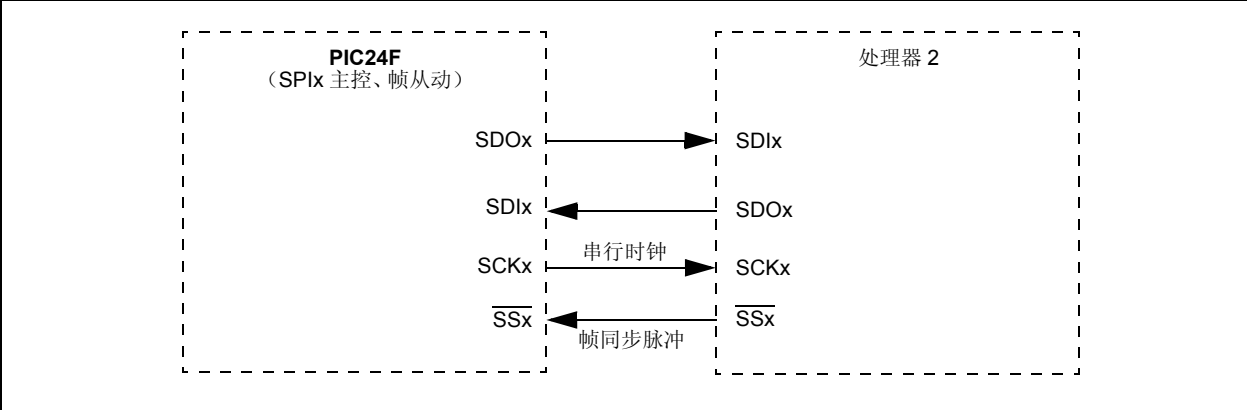 PIC24F
（SPIx 主控、帧从动）
处理器 2
SDOx
SDIx
SDIx
SDOx
SCKx
串行时钟
SCKx
SSx
帧同步脉冲
SSx